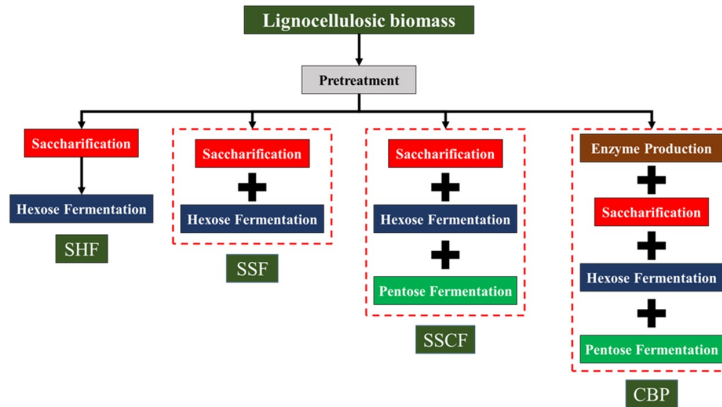 Lignocellulosic biomass
Pretreatment
Saccharification
Hexose Fermentation
SHF
Saccharification
+
Hexose Fermentation
SSF
Saccharification
+
Hexose Fermentation
+
Pentose Fermentation
SSCF
Enzyme Production
+
Saccharification
+
Hexose Fermentation
+
Pentose Fermentation
CBP